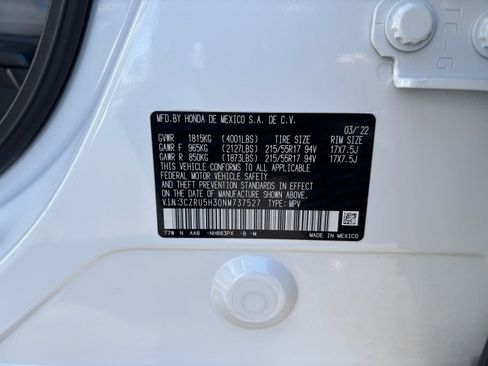 TC-G
MFD.BY HONDA DE MEXICO S.A. DE C.V.
03/'22
GVWR 1815KG (4001LBS) TIRE SIZE RIM SIZE
GAWR F 965KG (2127LBS) 215/55R17 94V 17X7.5J
GAWR R 850KG (1873LBS) 215/55R17 94V 17X7.5J
THIS VEHICLE CONFORMS TO ALL APPLICABLE
FEDERAL MOTOR VEHICLE SAFETY
AND THEFT PREVENTION STANDARDS IN EFFECT
ON THE DATE OF MANUFACTURE SHOWN ABOVE.
V.I.N:3CZRU5H30NM737527 TYPE: MPV
T7W N AAB -NH883PX -B -M MADE IN MEXICO